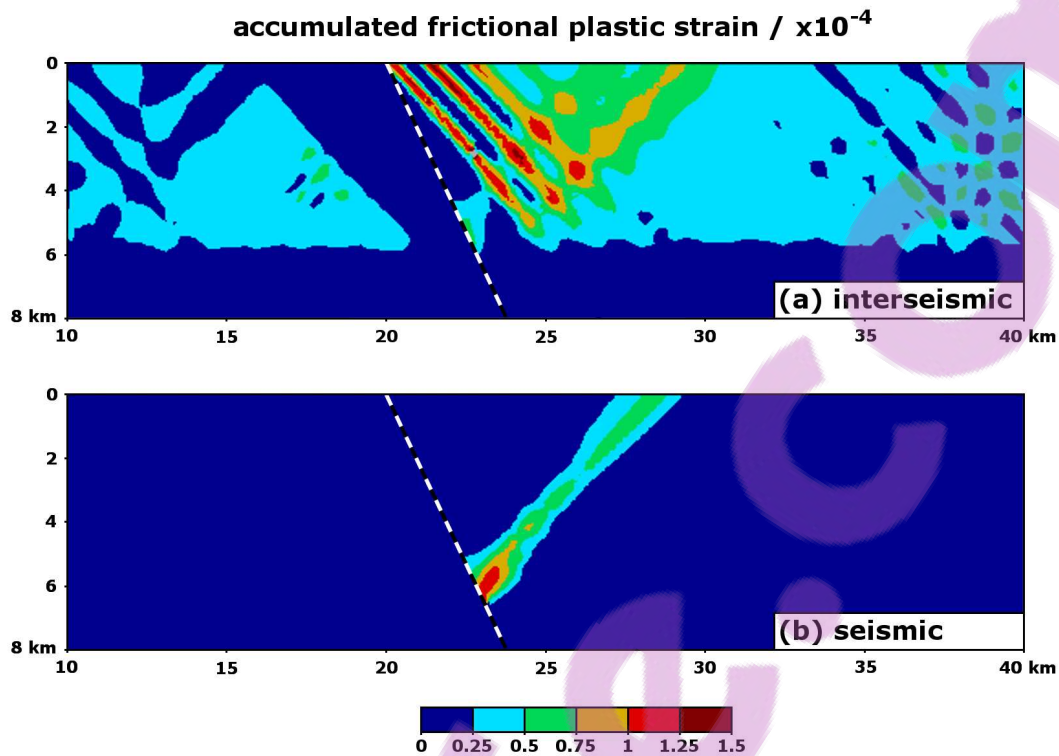 accumulated frictional plastic strain / x10⁻⁴
0
2
4
6
8 km
10 15 20 25 30 35 40 km
(a) interseismic
0
2
4
6
8 km
10 15 20 25 30 35 40 km
(b) seismic
0 0.25 0.5 0.75 1 1.25 1.5